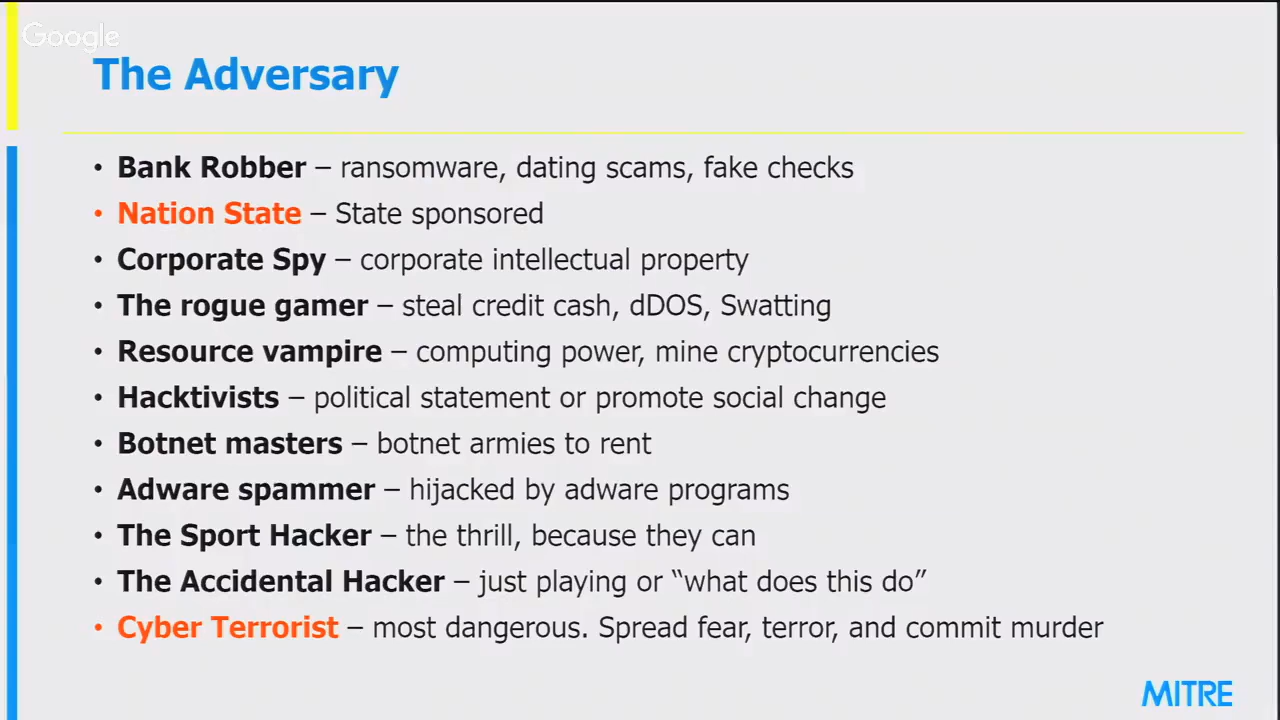 Google
The Adversary
• Bank Robber – ransomware, dating scams, fake checks
• Nation State – State sponsored
• Corporate Spy – corporate intellectual property
• The rogue gamer – steal credit cash, dDOS, Swatting
• Resource vampire – computing power, mine cryptocurrencies
• Hacktivists – political statement or promote social change
• Botnet masters – botnet armies to rent
• Adware spammer – hijacked by adware programs
• The Sport Hacker – the thrill, because they can
• The Accidental Hacker – just playing or “what does this do”
• Cyber Terrorist – most dangerous. Spread fear, terror, and commit murder
MITRE